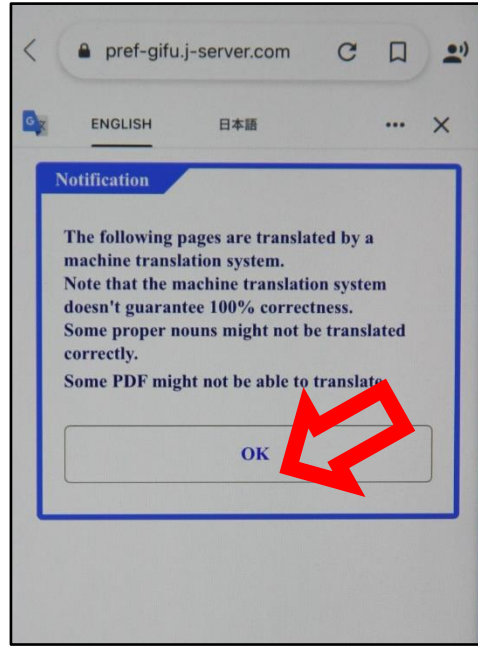 pref-gifu.j-server.com
ENGLISH 日本語
Notification
The following pages are translated by a
machine translation system.
Note that the machine translation system
doesn't guarantee 100% correctness.
Some proper nouns might not be translated
correctly.
Some PDF might not be able to translate.
OK